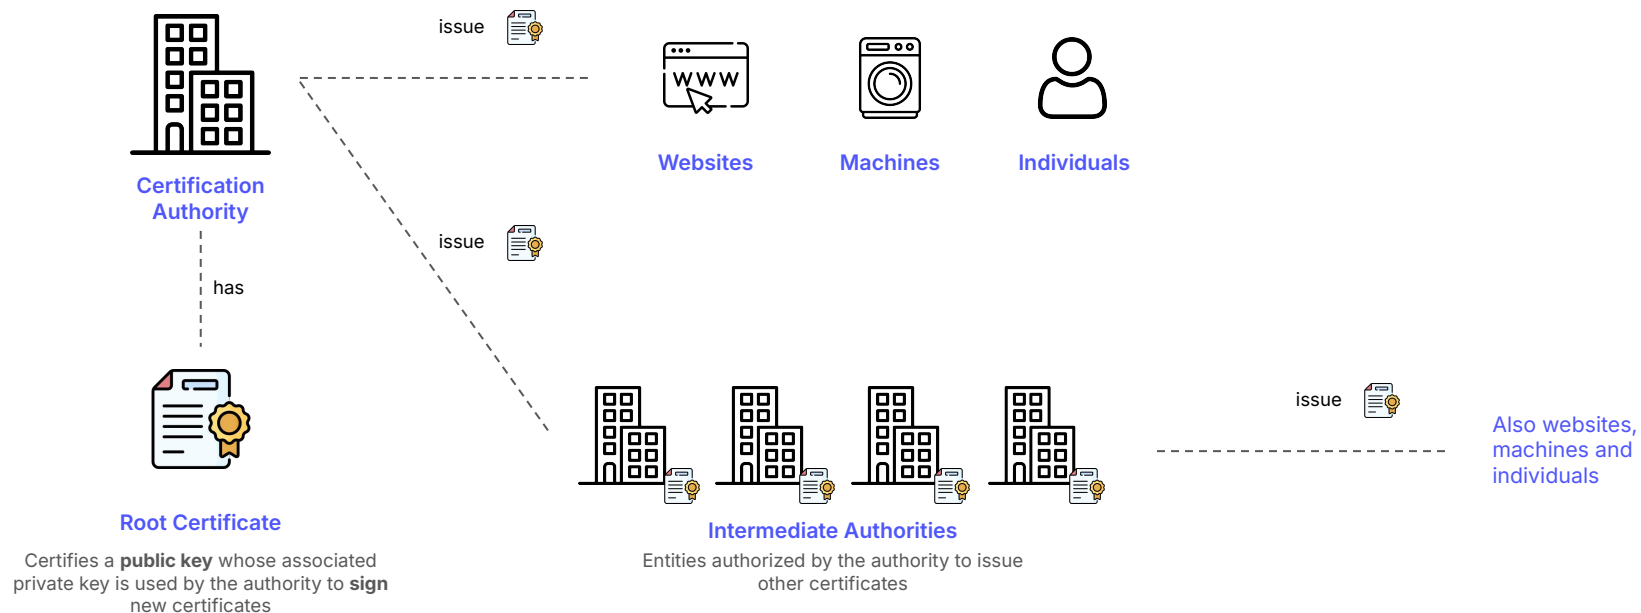 issue
WWW
Websites
Machines
Individuals
Certification
Authority
issue
has
issue
Also websites,
machines and
individuals
Root Certificate
Certifies a public key whose associated
private key is used by the authority to sign
new certificates
Intermediate Authorities
Entities authorized by the authority to issue
other certificates